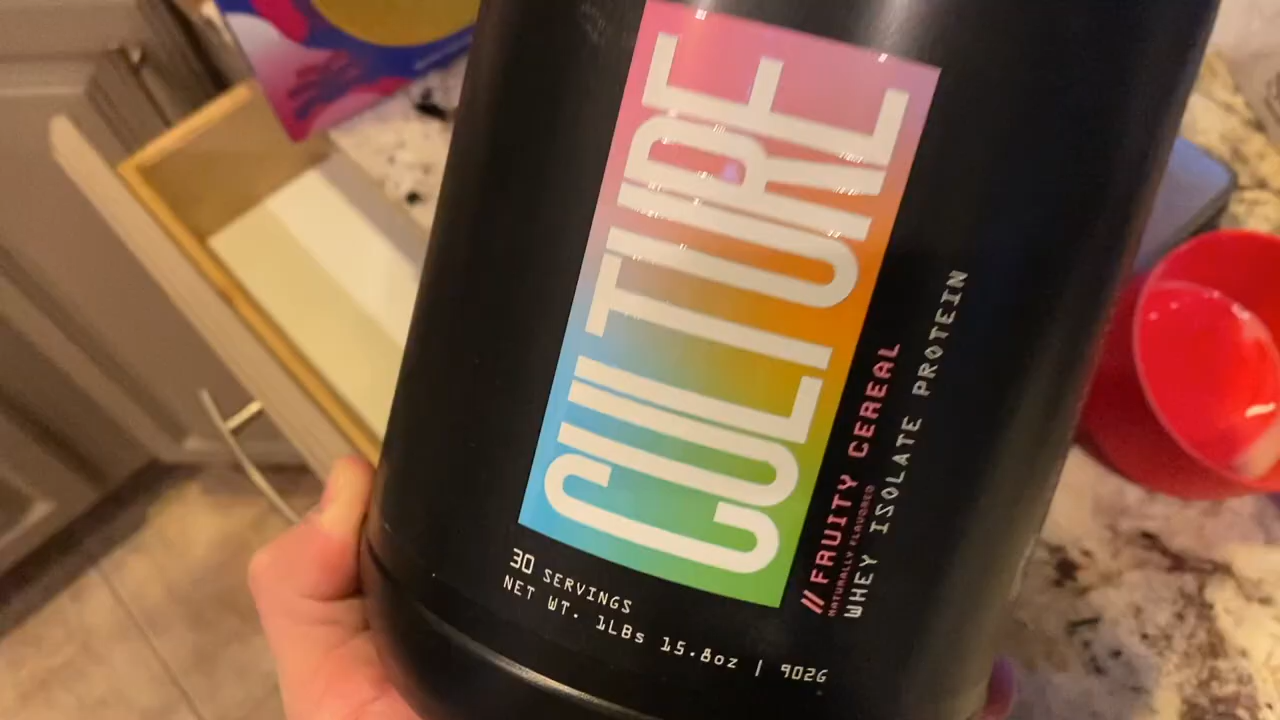 CULTURE
//FRUITY CEREAL
NATURALLY FLAVORED
WHEY ISOLATE PROTEIN
30 SERVINGS
NET WT. 1LBs 15.8oz | 902G